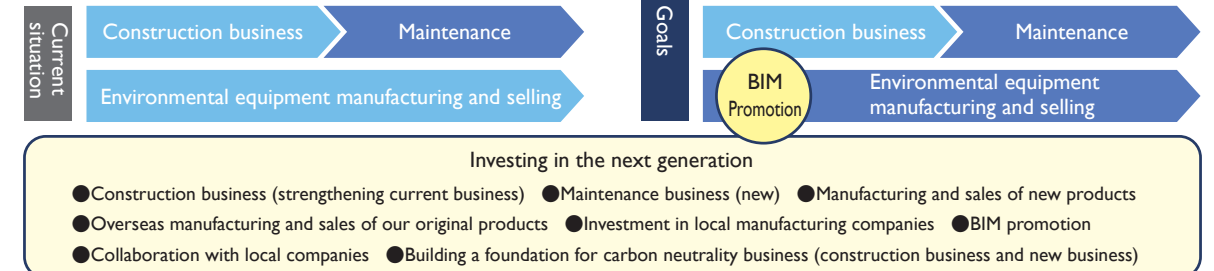 Current situation
Construction business
Maintenance
Environmental equipment manufacturing and selling
Goals
Construction business
Maintenance
BIM
Promotion
Environmental equipment
manufacturing and selling
Investing in the next generation
●Construction business (strengthening current business) ●Maintenance business (new) ●Manufacturing and sales of new products
●Overseas manufacturing and sales of our original products ●Investment in local manufacturing companies ●BIM promotion
●Collaboration with local companies ●Building a foundation for carbon neutrality business (construction business and new business)